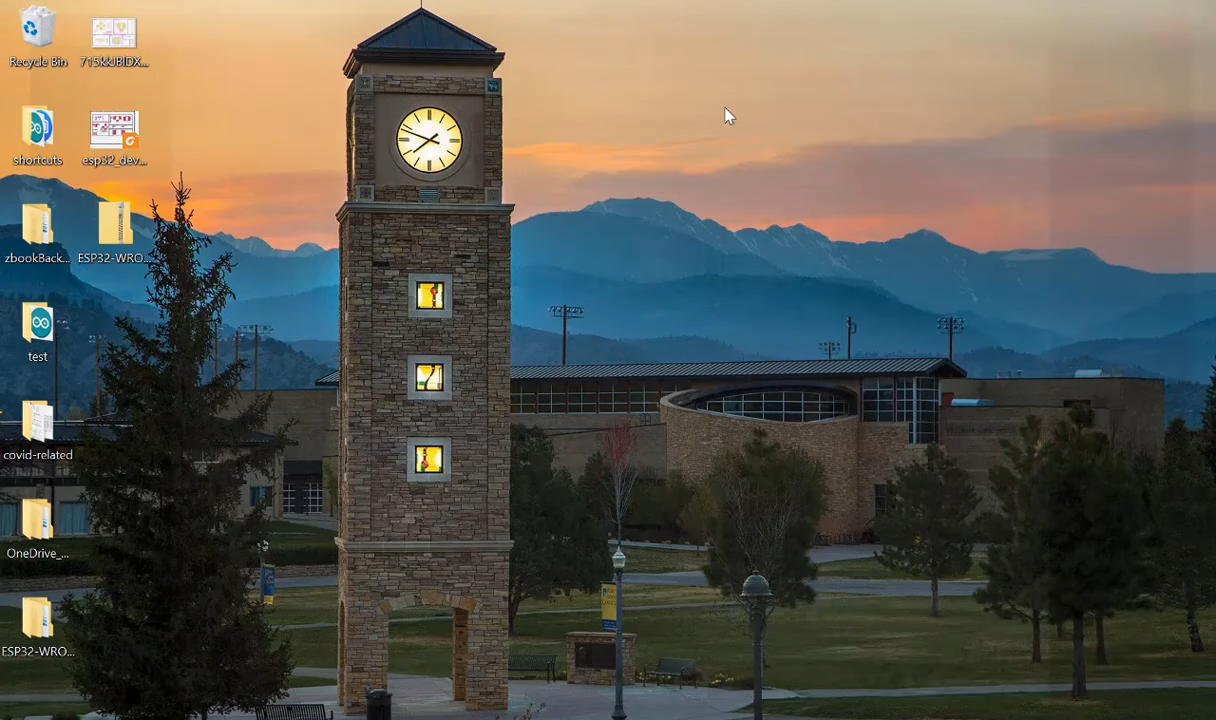 Recycle Bin
715kkJBIDX...
shortcuts
esp32_dev...
zbookBack...
ESP32-WRO...
test
covid-related
OneDrive_...
ESP32-WRO...